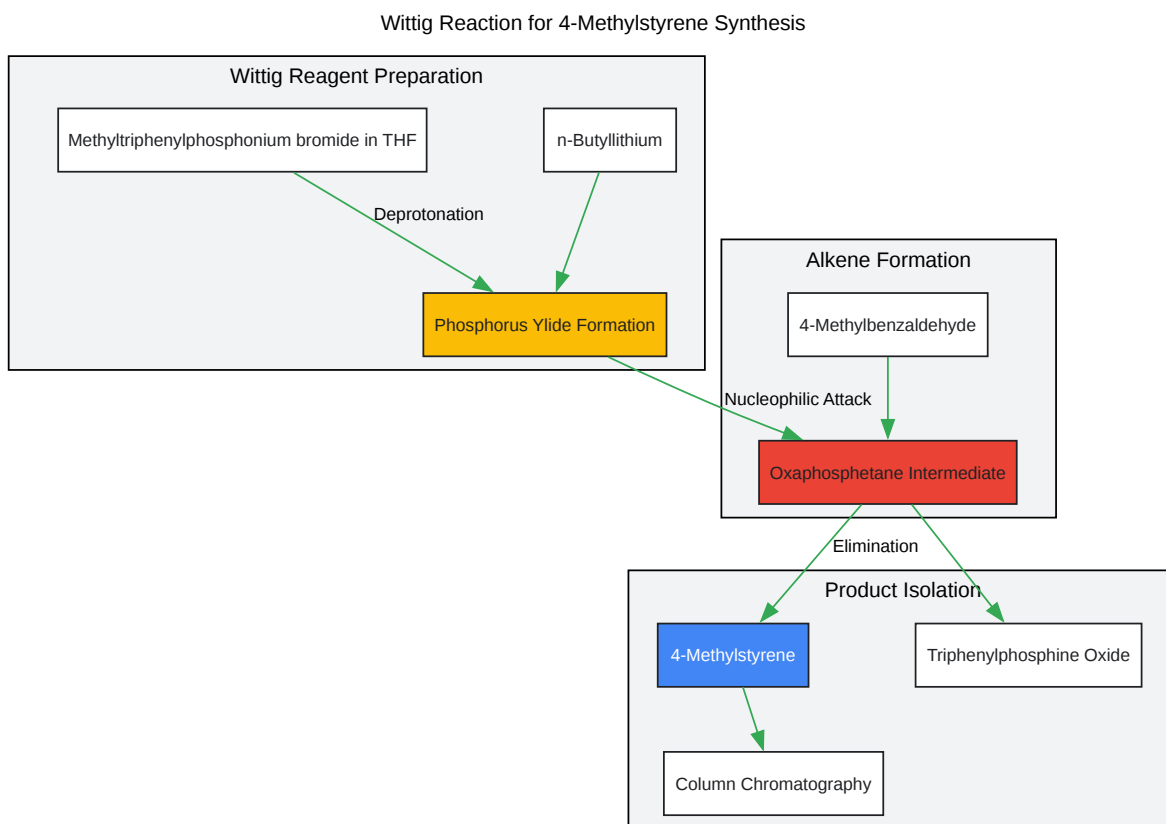 Wittig Reaction for 4-Methylstyrene Synthesis
Wittig Reagent Preparation
Methyltriphenylphosphonium bromide in THF
n-Butyllithium
Deprotonation
Phosphorus Ylide Formation
Alkene Formation
4-Methylbenzaldehyde
Nucleophilic Attack
Oxaphosphetane Intermediate
Elimination
Product Isolation
4-Methylstyrene
Triphenylphosphine Oxide
Column Chromatography